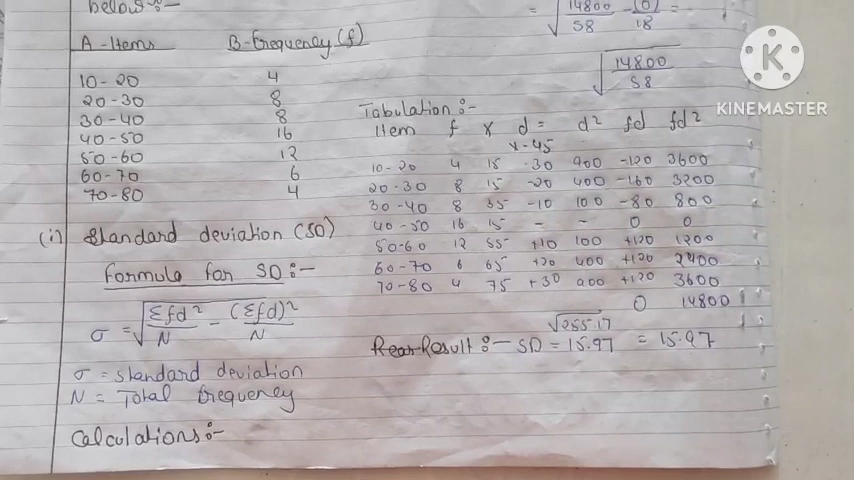 below:-
A - Items B - Frequency (f)
10-20 4
20-30 8
30-40 8
40-50 16
50-60 12
60-70 6
70-80 4
(i) Standard deviation (SD)
Formula for SD:-
σ = √Σfd²/N - (Σfd)²/N
σ = standard deviation
N = Total frequency
Calculations:-
= √14800/58 - (0)/18 =
√14800/58
K
KINEMASTER
Tabulation:-
Item f x d = d² fd fd²
x-45
10-20 4 15 -30 900 -120 3600
20-30 8 15 -20 400 -160 3200
30-40 8 35 -10 100 -80 800
40-50 16 15 - - 0 0
50-60 12 55 +10 100 +120 1200
60-70 6 65 +20 400 +120 2400
70-80 4 75 +30 900 +120 3600
0 14800
√255.17
Result:- SD = 15.97 = 15.97